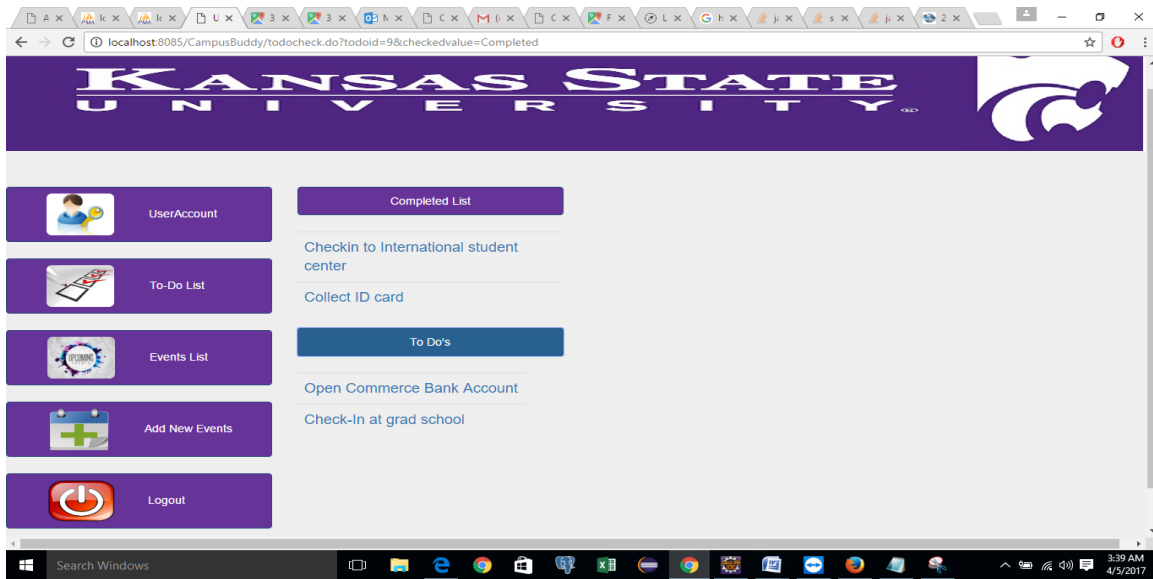 localhost:8085/CampusBuddy/todocheck.do?todoid=9&checkedvalue=Completed
KANSAS STATE
UNIVERSITY®
UserAccount
To-Do List
UPCOMING
Events List
Add New Events
Logout
Completed List
Checkin to International student
center
Collect ID card
To Do's
Open Commerce Bank Account
Check-In at grad school
Search Windows
3:39 AM
4/5/2017